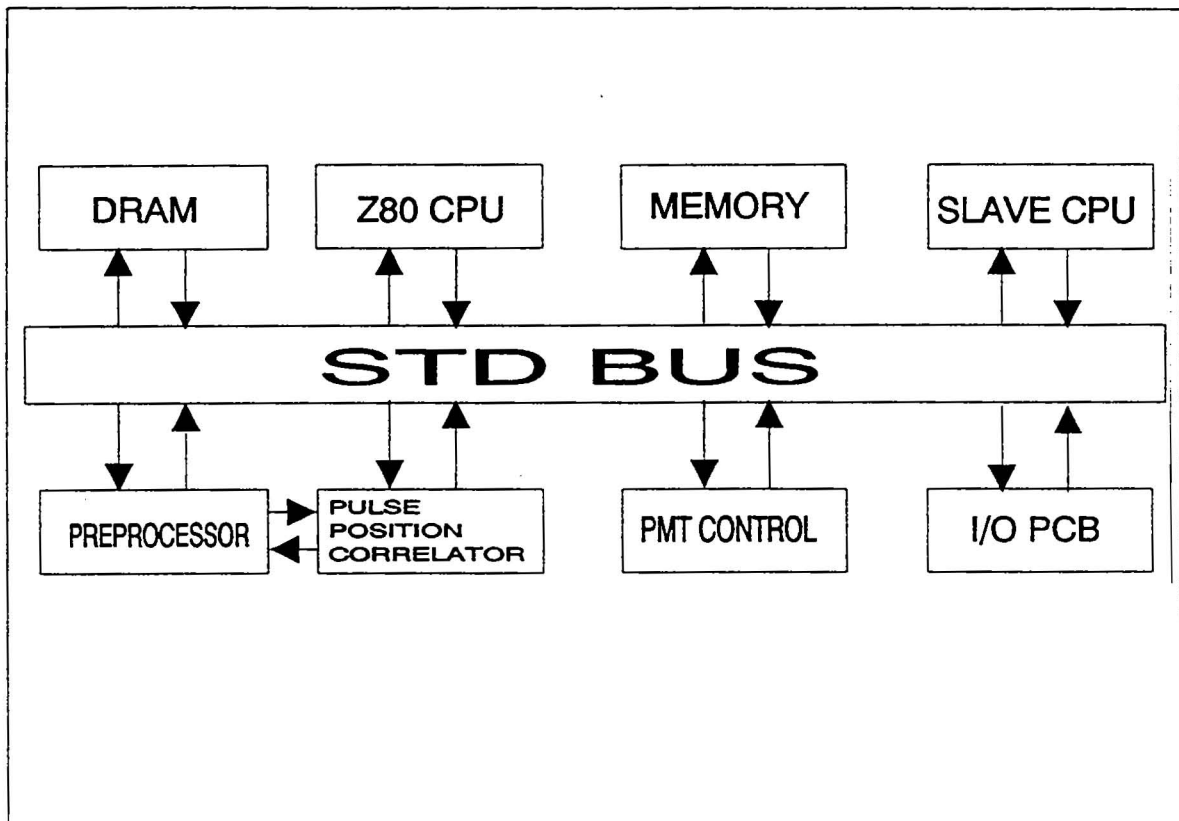 DRAM
Z80 CPU
MEMORY
SLAVE CPU
STD BUS
PREPROCESSOR
PULSE
POSITION
CORRELATOR
PMT CONTROL
I/O PCB